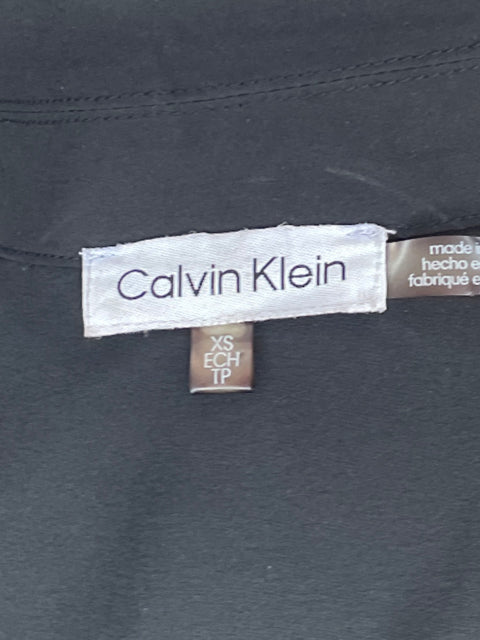 Calvin Klein
made
hecho
fabriqué
XS
ECH
TP